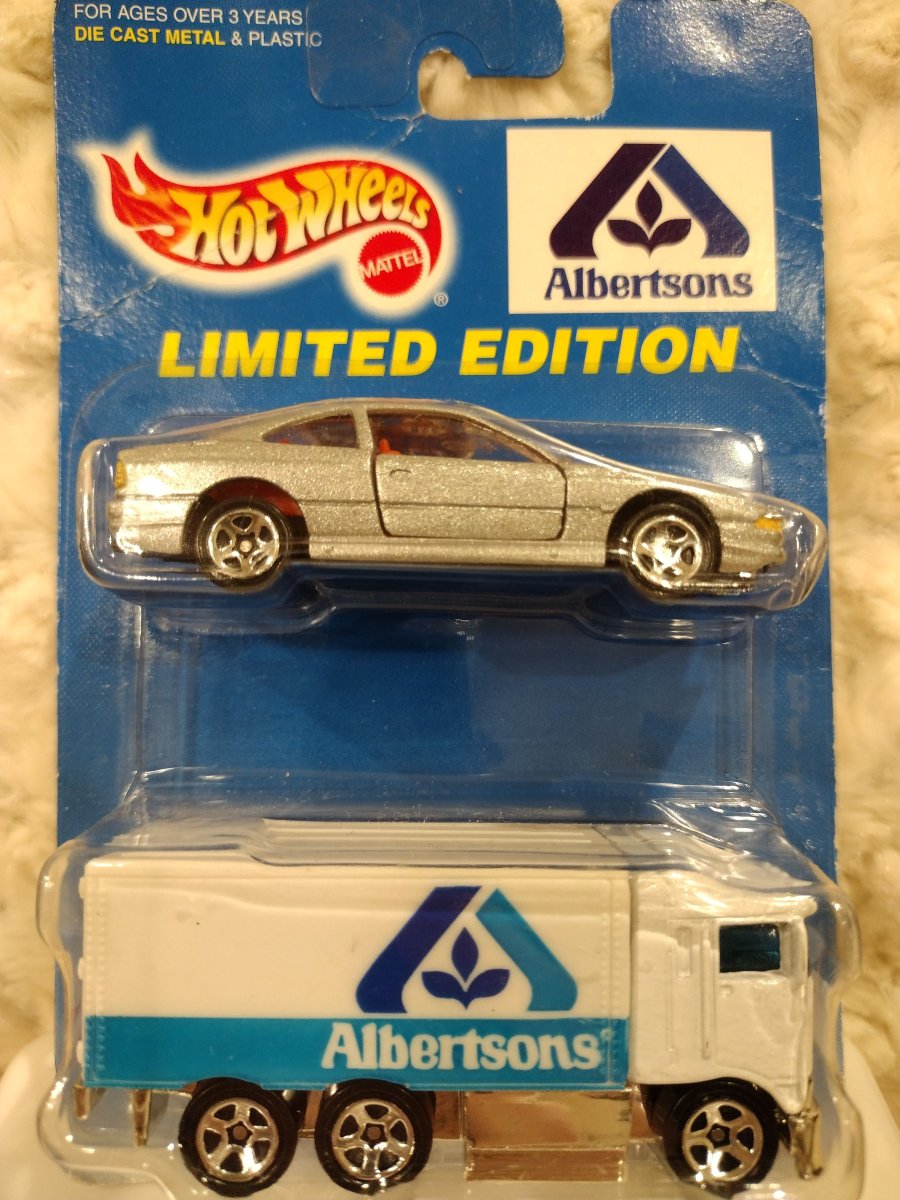 FOR AGES OVER 3 YEARS
DIE CAST METAL & PLASTIC
HOT WHEELS
MATTEL
®
Albertsons
LIMITED EDITION
Albertsons